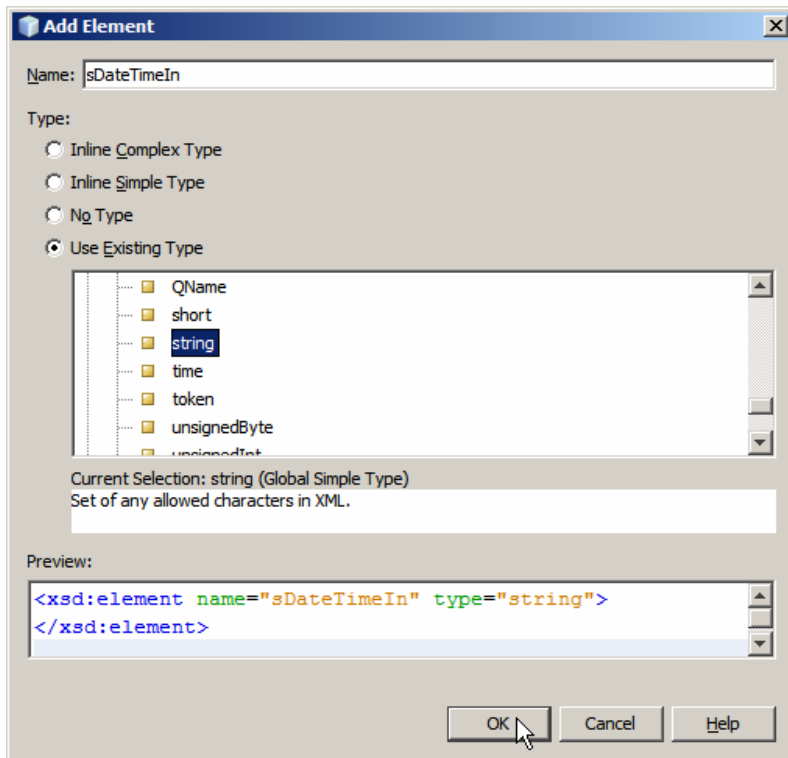 Add Element
Name: sDateTimeIn
Type:
Inline Complex Type
Inline Simple Type
No Type
Use Existing Type
QName
short
string
time
token
unsignedByte
unsignedInt
Current Selection: string (Global Simple Type)
Set of any allowed characters in XML.
Preview:
<xsd:element name="sDateTimeIn" type="string">
</xsd:element>
OK Cancel Help